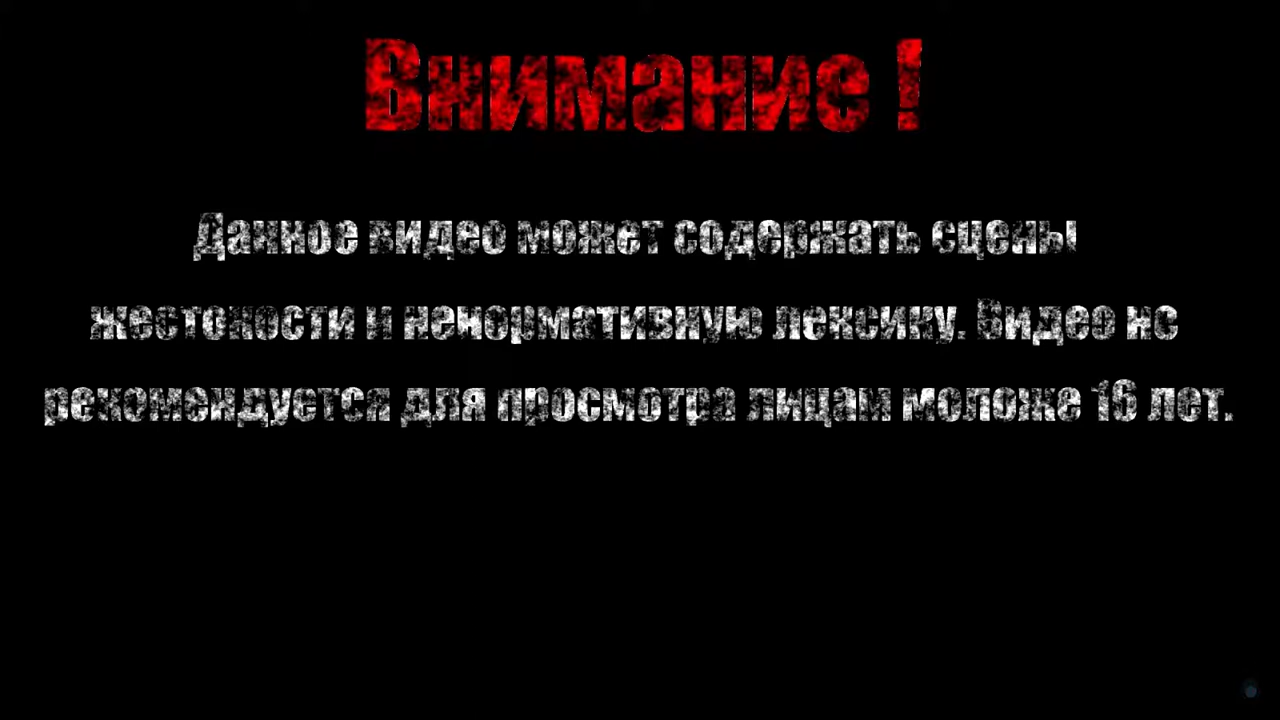 Внимание !
Данное видео может содержать сцены
жестокости и ненормативную лексику. Видео не
рекомендуется для просмотра лицам моложе 16 лет.